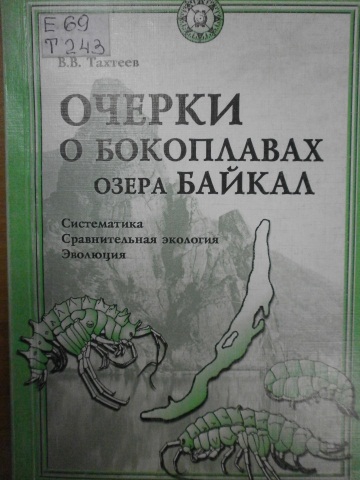 Е 69
Т 243
В.В. Тахтеев
ОЧЕРКИ
О БОКОПЛАВАХ
ОЗЕРА БАЙКАЛ
Систематика
Сравнительная экология
Эволюция